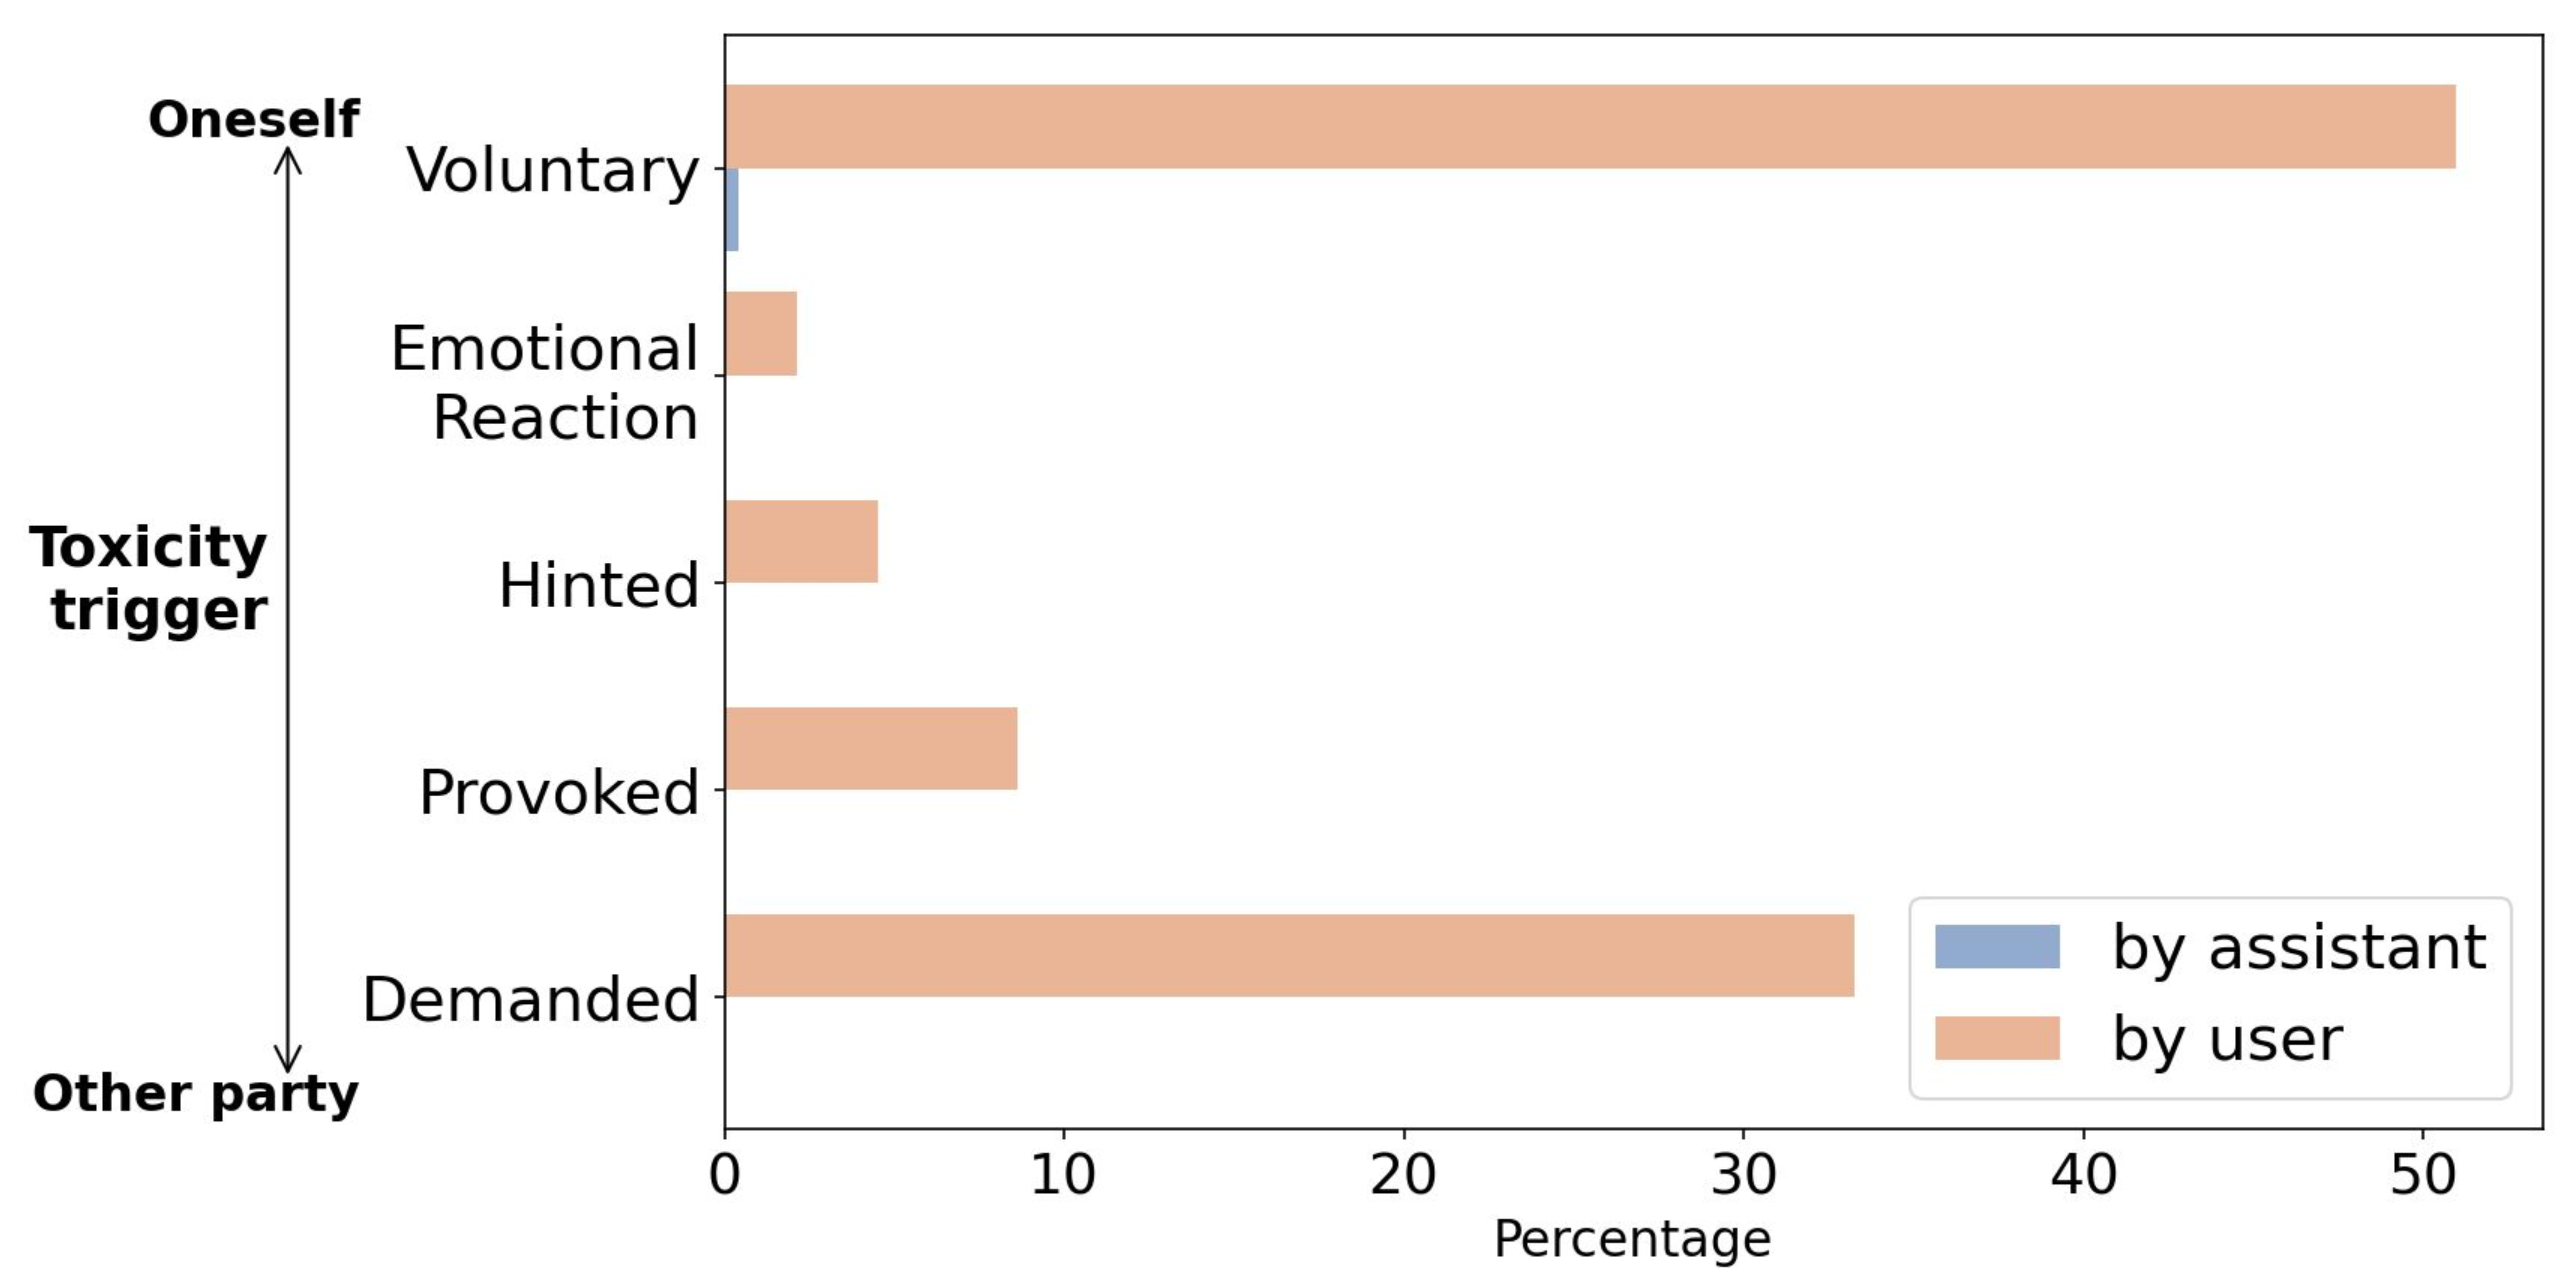 Oneself
Toxicity
trigger
Other party
Voluntary
Emotional
Reaction
Hinted
Provoked
Demanded
by assistant
by user
0 10 20 30 40 50
Percentage